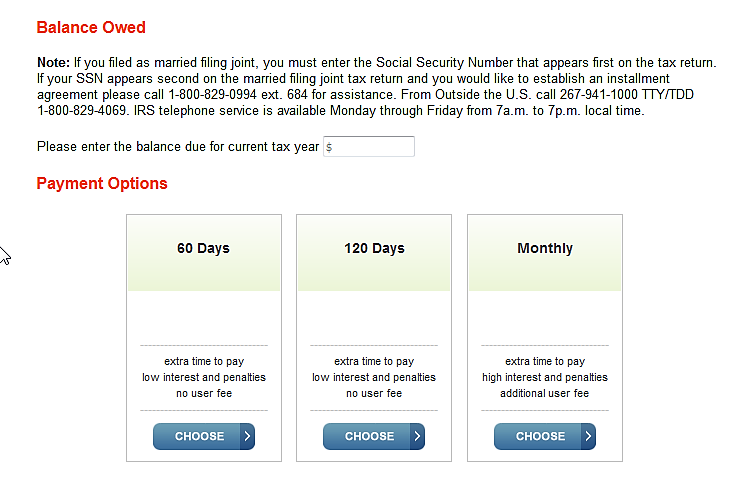 Balance Owed
Note: If you filed as married filing joint, you must enter the Social Security Number that appears first on the tax return.
If your SSN appears second on the married filing joint tax return and you would like to establish an installment
agreement please call 1-800-829-0994 ext. 684 for assistance. From Outside the U.S. call 267-941-1000 TTY/TDD
1-800-829-4069. IRS telephone service is available Monday through Friday from 7a.m. to 7p.m. local time.
Please enter the balance due for current tax year $
Payment Options
60 Days
extra time to pay
low interest and penalties
no user fee
CHOOSE
120 Days
extra time to pay
low interest and penalties
no user fee
CHOOSE
Monthly
extra time to pay
high interest and penalties
additional user fee
CHOOSE